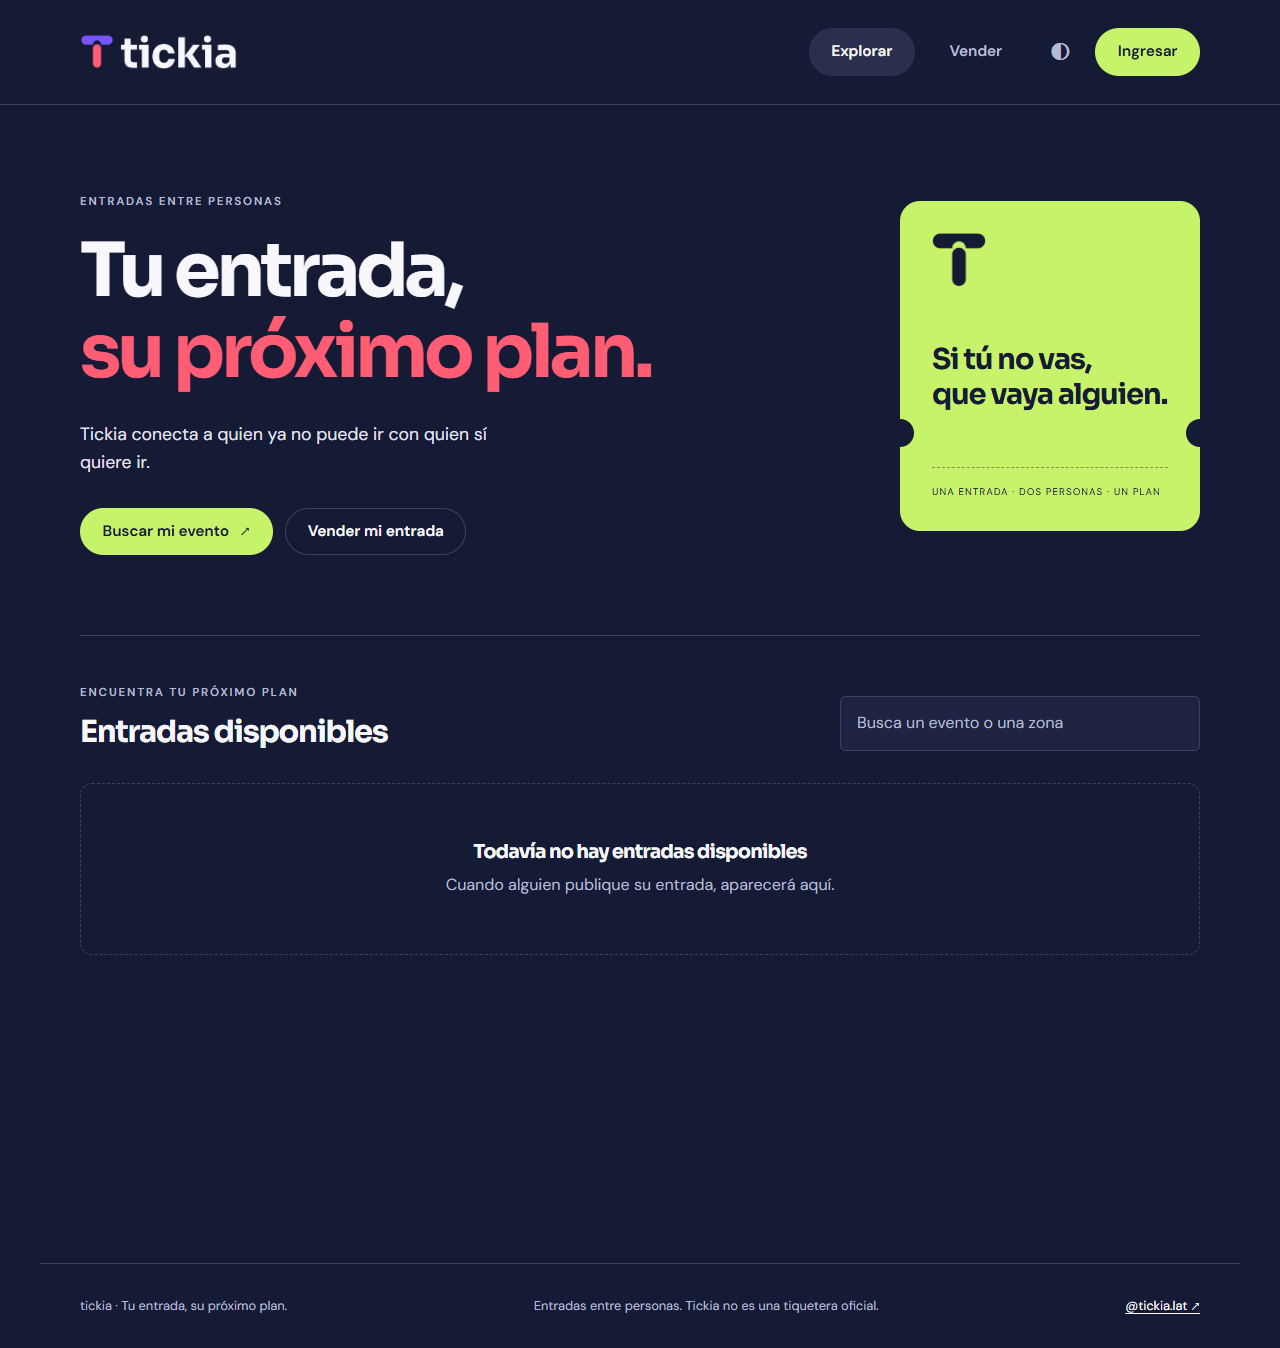 tickia
Explorar
Vender
Ingresar
ENTRADAS ENTRE PERSONAS
Tu entrada,
su próximo plan.
Tickia conecta a quien ya no puede ir con quien sí
quiere ir.
Buscar mi evento ↗
Vender mi entrada
Si tú no vas,
que vaya alguien.
UNA ENTRADA · DOS PERSONAS · UN PLAN
ENCUENTRA TU PRÓXIMO PLAN
Entradas disponibles
Busca un evento o una zona
Todavía no hay entradas disponibles
Cuando alguien publique su entrada, aparecerá aquí.
tickia · Tu entrada, su próximo plan.
Entradas entre personas. Tickia no es una tiquetera oficial.
@tickia.lat ↗